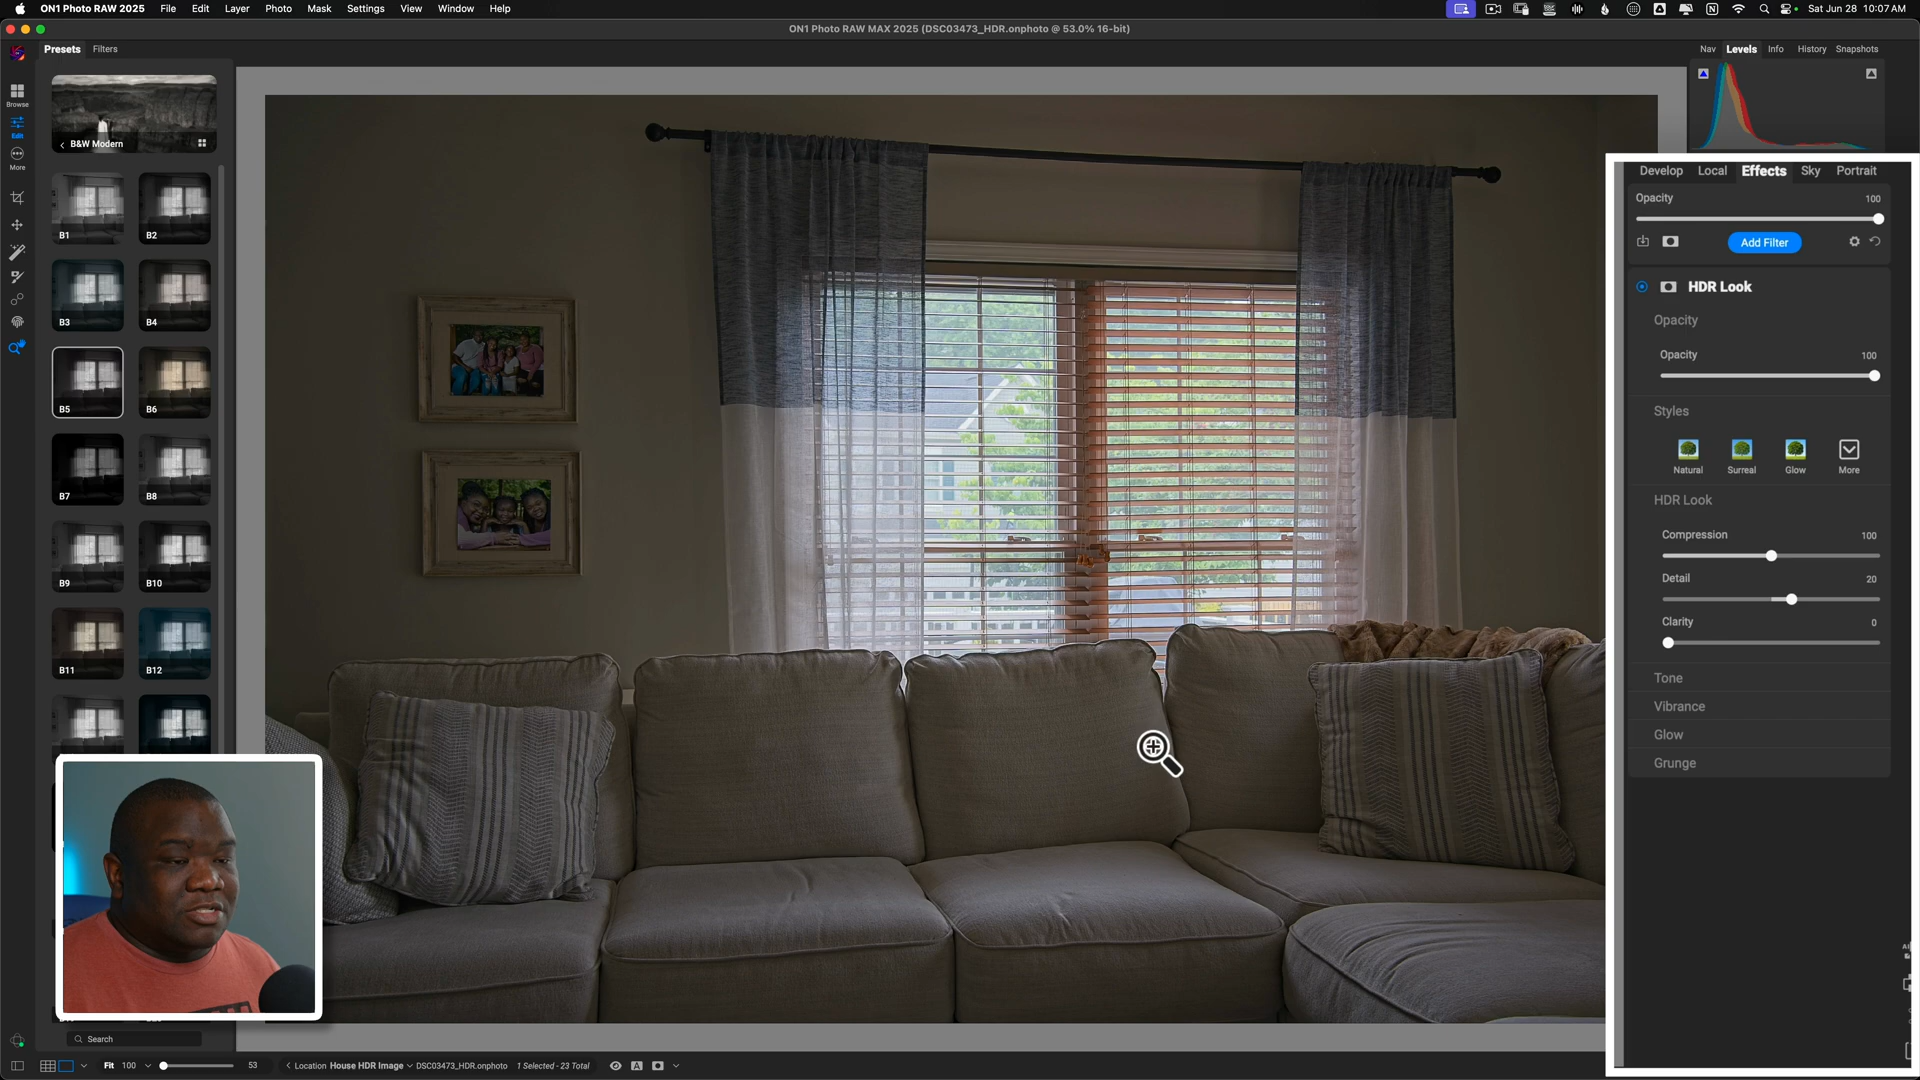 ON1 Photo RAW 2025 File Edit Layer Photo Mask Settings View Window Help Sat Jun 28 10:07 AM
ON1 Photo RAW MAX 2025 (DSC03473_HDR.onphoto @ 53.0% 16-bit)
Presets Filters
Nav Levels Info History Snapshots
Browse
Edit
More
B&W Modern
B1 B2
B3 B4
B5 B6
B7 B8
B9 B10
B11 B12
Search
Develop Local Effects Sky Portrait
Opacity 100
Add Filter
HDR Look
Opacity
Opacity 100
Styles
Natural Surreal Glow More
HDR Look
Compression 100
Detail 20
Clarity 0
Tone
Vibrance
Glow
Grunge
Fit 100 53 Location House HDR Image DSC03473_HDR.onphoto 1 Selected - 23 Total A